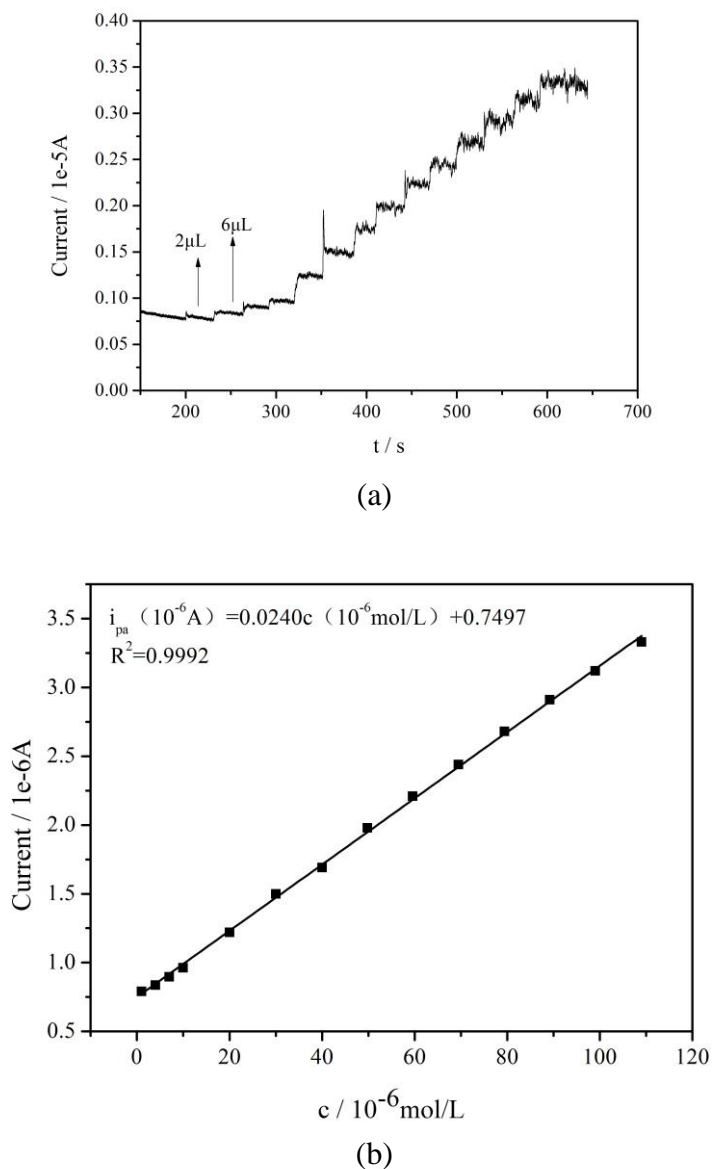 0.40
0.35
0.30
0.25
0.20
0.15
0.10
0.05
0.00
Current / 1e-5A
2μL
6μL
200 300 400 500 600 700
t / s
(a)
i_pa (10^-6A) =0.0240c (10^-6mol/L) +0.7497
R^2=0.9992
3.5
3.0
2.5
2.0
1.5
1.0
0.5
Current / 1e-6A
0 20 40 60 80 100 120
c / 10^-6mol/L
(b)